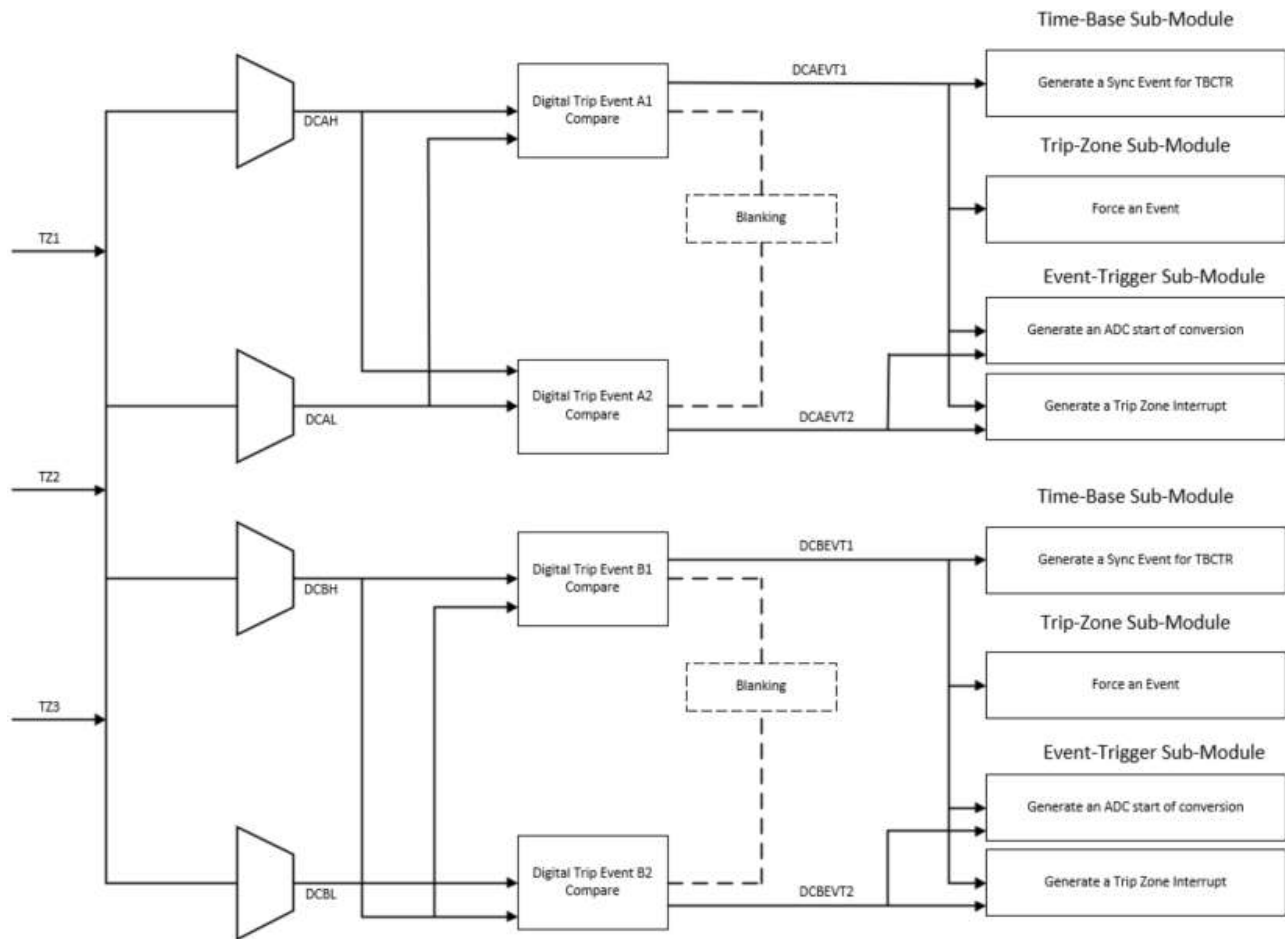 Time-Base Sub-Module
DCAEVT1
Generate a Sync Event for TBCTR
Digital Trip Event A1
Compare
DCAH
Trip-Zone Sub-Module
Blanking
Force an Event
TZ1
Event-Trigger Sub-Module
Generate an ADC start of conversion
Digital Trip Event A2
Compare
DCAL
DCAEVT2
Generate a Trip Zone Interrupt
TZ2
Time-Base Sub-Module
DCBEVT1
Generate a Sync Event for TBCTR
Digital Trip Event B1
Compare
DCBH
Trip-Zone Sub-Module
Blanking
Force an Event
TZ3
Event-Trigger Sub-Module
Generate an ADC start of conversion
Digital Trip Event B2
Compare
DCBL
DCBEVT2
Generate a Trip Zone Interrupt